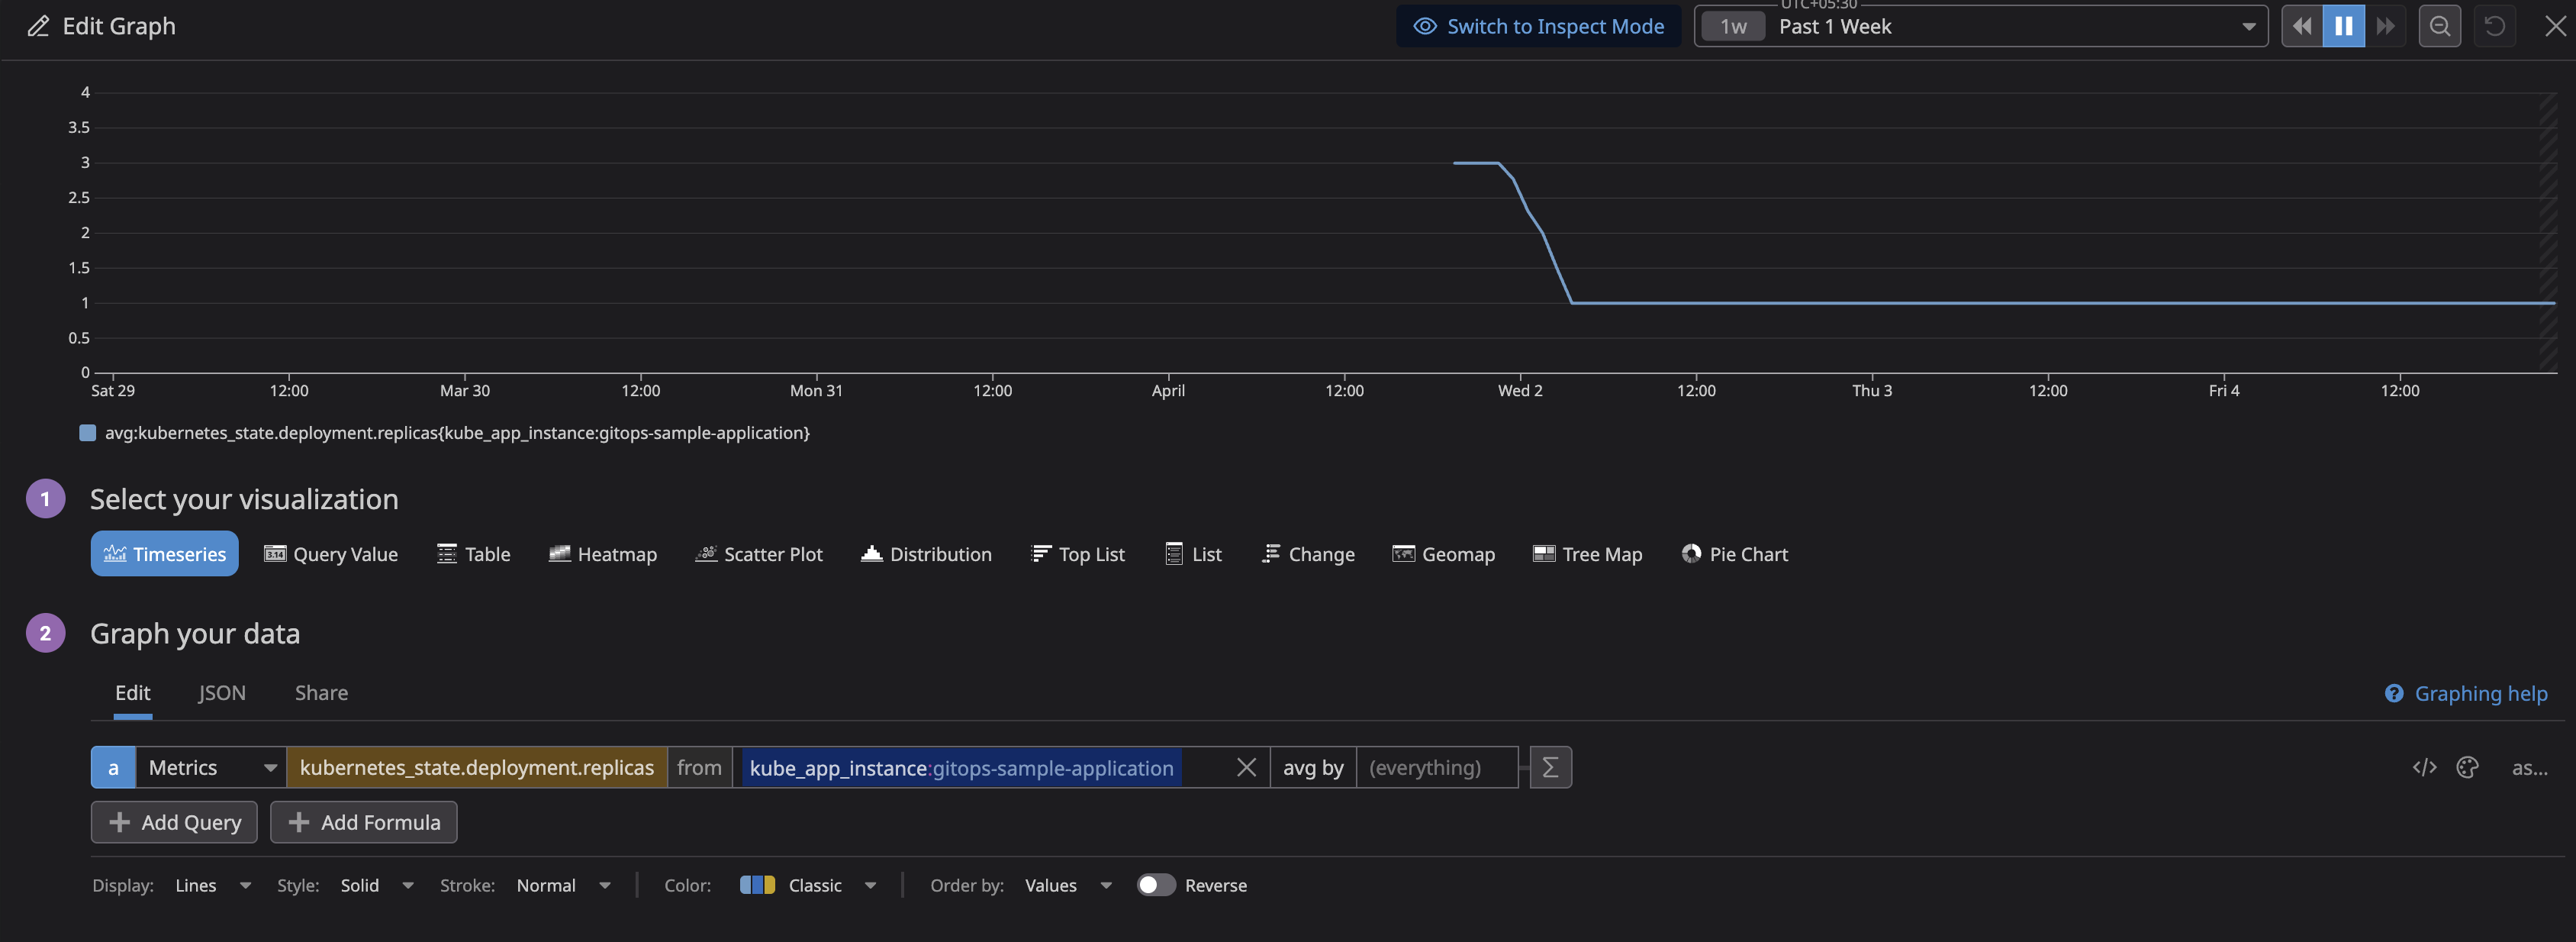 Edit Graph
Switch to Inspect Mode
UTC+05:30
1w Past 1 Week
4
3.5
3
2.5
2
1.5
1
0.5
0
Sat 29 12:00 Mar 30 12:00 Mon 31 12:00 April 12:00 Wed 2 12:00 Thu 3 12:00 Fri 4 12:00
avg:kubernetes_state.deployment.replicas{kube_app_instance:gitops-sample-application}
1 Select your visualization
Timeseries 3.14 Query Value Table Heatmap Scatter Plot Distribution Top List List Change Geomap Tree Map Pie Chart
2 Graph your data
Edit JSON Share
? Graphing help
a Metrics kubernetes_state.deployment.replicas from kube_app_instance:gitops-sample-application avg by (everything) Σ </> as...
+ Add Query + Add Formula
Display: Lines Style: Solid Stroke: Normal Color: Classic Order by: Values Reverse